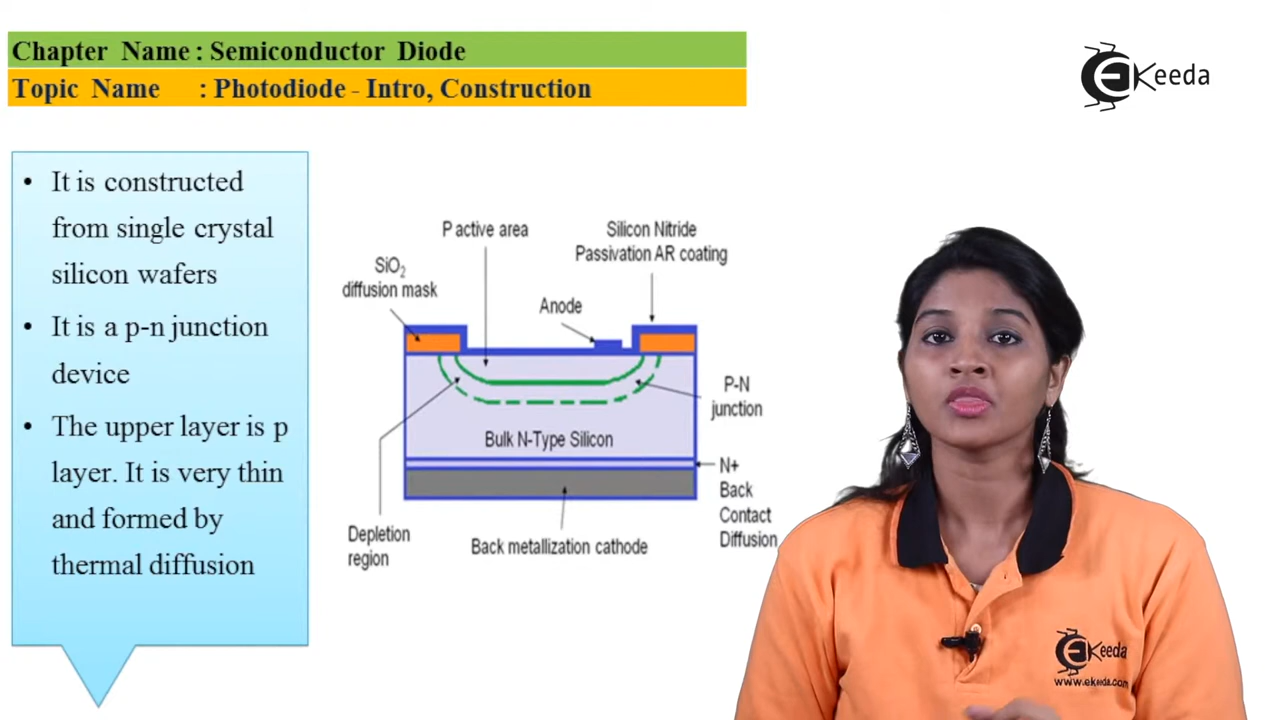 Chapter Name : Semiconductor Diode
Topic Name : Photodiode - Intro, Construction
eKeeda
• It is constructed
from single crystal
silicon wafers
• It is a p-n junction
device
• The upper layer is p
layer. It is very thin
and formed by
thermal diffusion
P active area
Silicon Nitride
Passivation AR coating
SiO₂
diffusion mask
Anode
P-N
junction
Bulk N-Type Silicon
N+
Back
Contact
Diffusion
Depletion
region
Back metallization cathode
eKeeda
www.ekeeda.com